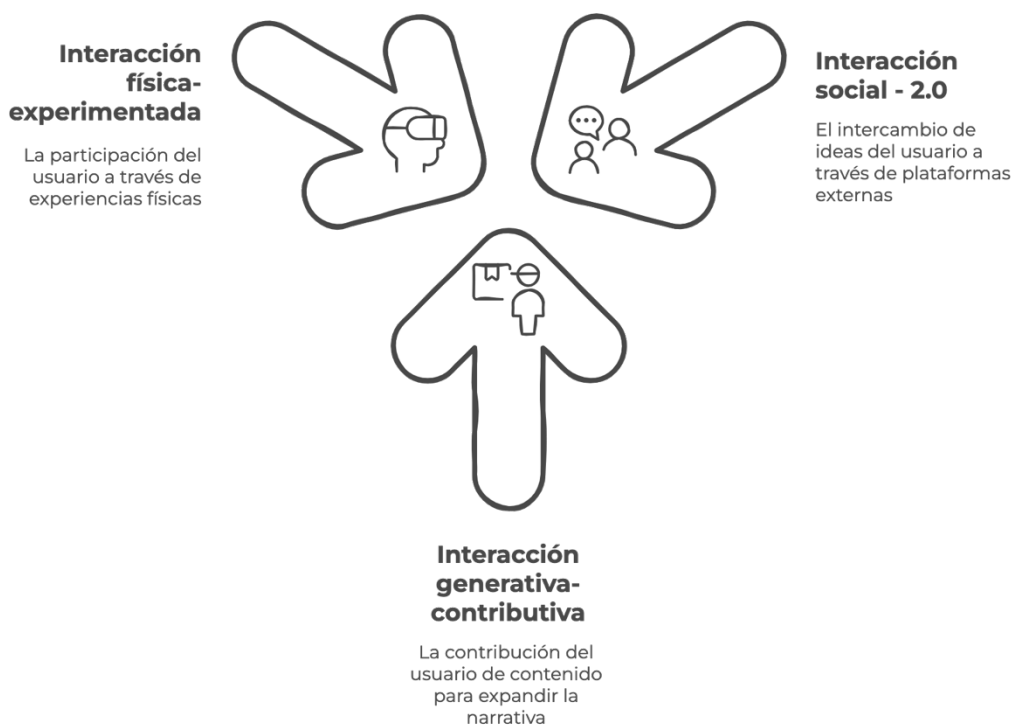 Interacción
física-
experimentada
La participación del
usuario a través de
experiencias físicas
Interacción
social - 2.0
El intercambio de
ideas del usuario a
través de plataformas
externas
Interacción
generativa-
contributiva
La contribución del
usuario de contenido
para expandir la
narrativa